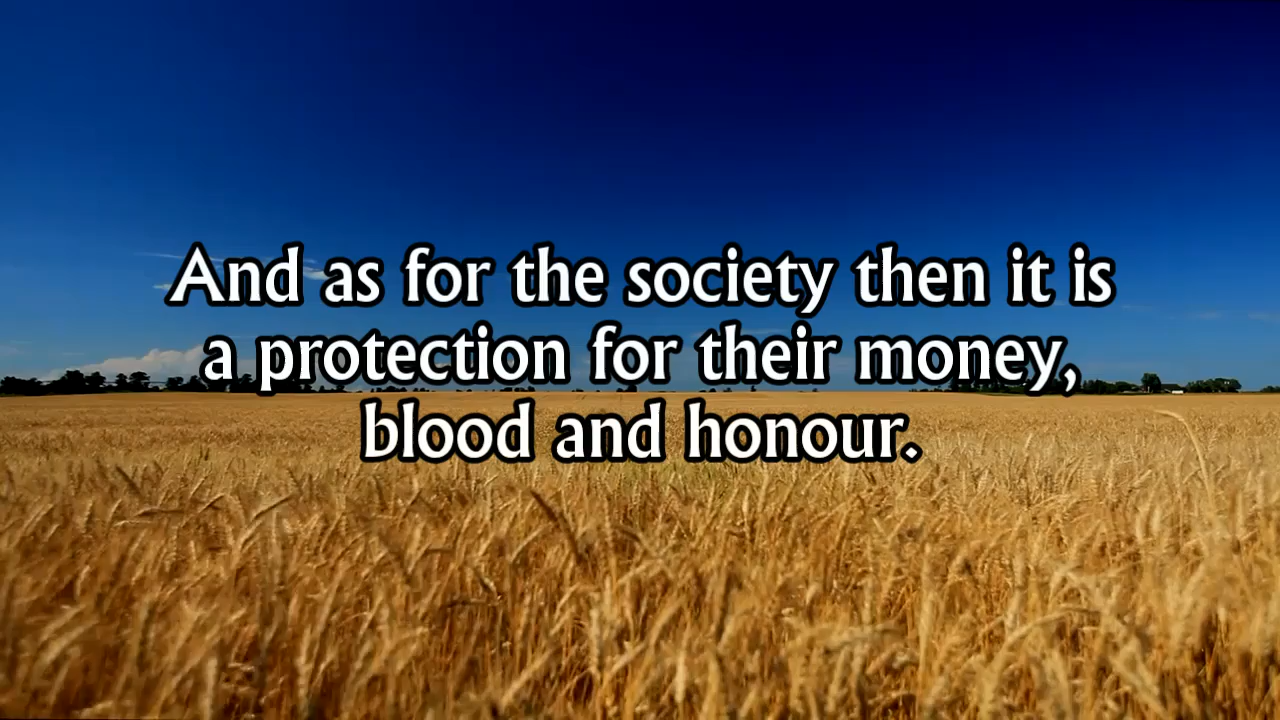 And as for the society then it is
a protection for their money,
blood and honour.